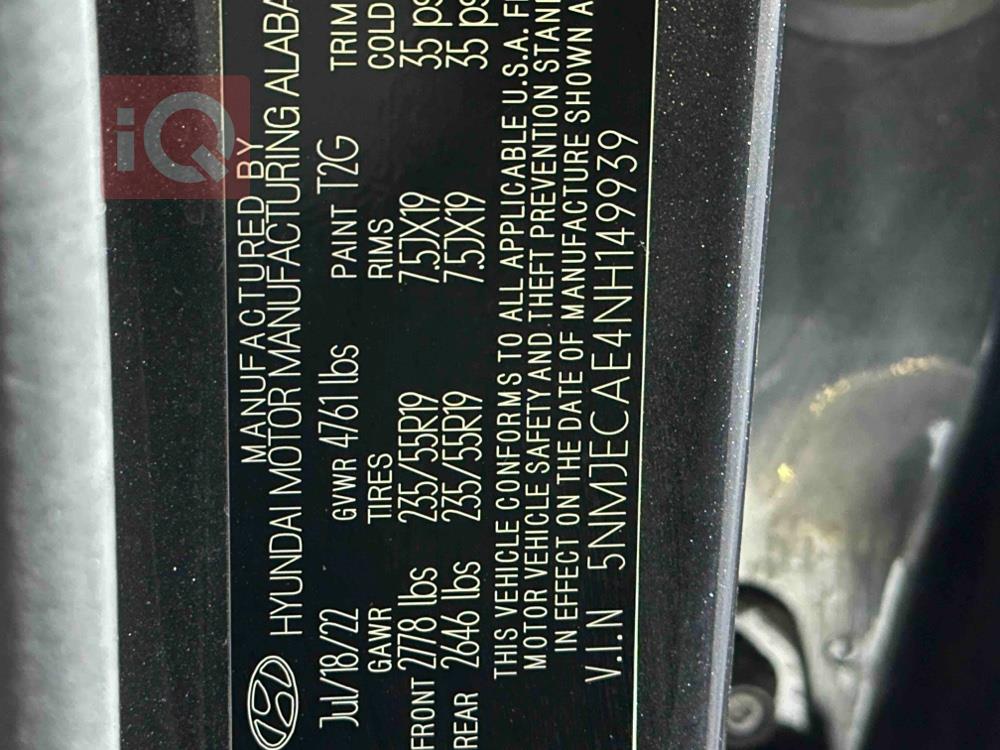 iQ
MANUFACTURED BY
HYUNDAI MOTOR MANUFACTURING ALABA
Jul/18/22 GVWR 4761 lbs PAINT T2G TRIM
GAWR TIRES RIMS COLD
FRONT 2778 lbs 235/55R19 7.5JX19 35 ps
REAR 2646 lbs 235/55R19 7.5JX19 35 ps
THIS VEHICLE CONFORMS TO ALL APPLICABLE U.S.A. F
MOTOR VEHICLE SAFETY AND THEFT PREVENTION STAN
IN EFFECT ON THE DATE OF MANUFACTURE SHOWN A
V.I.N 5NMJECAE4NH149939